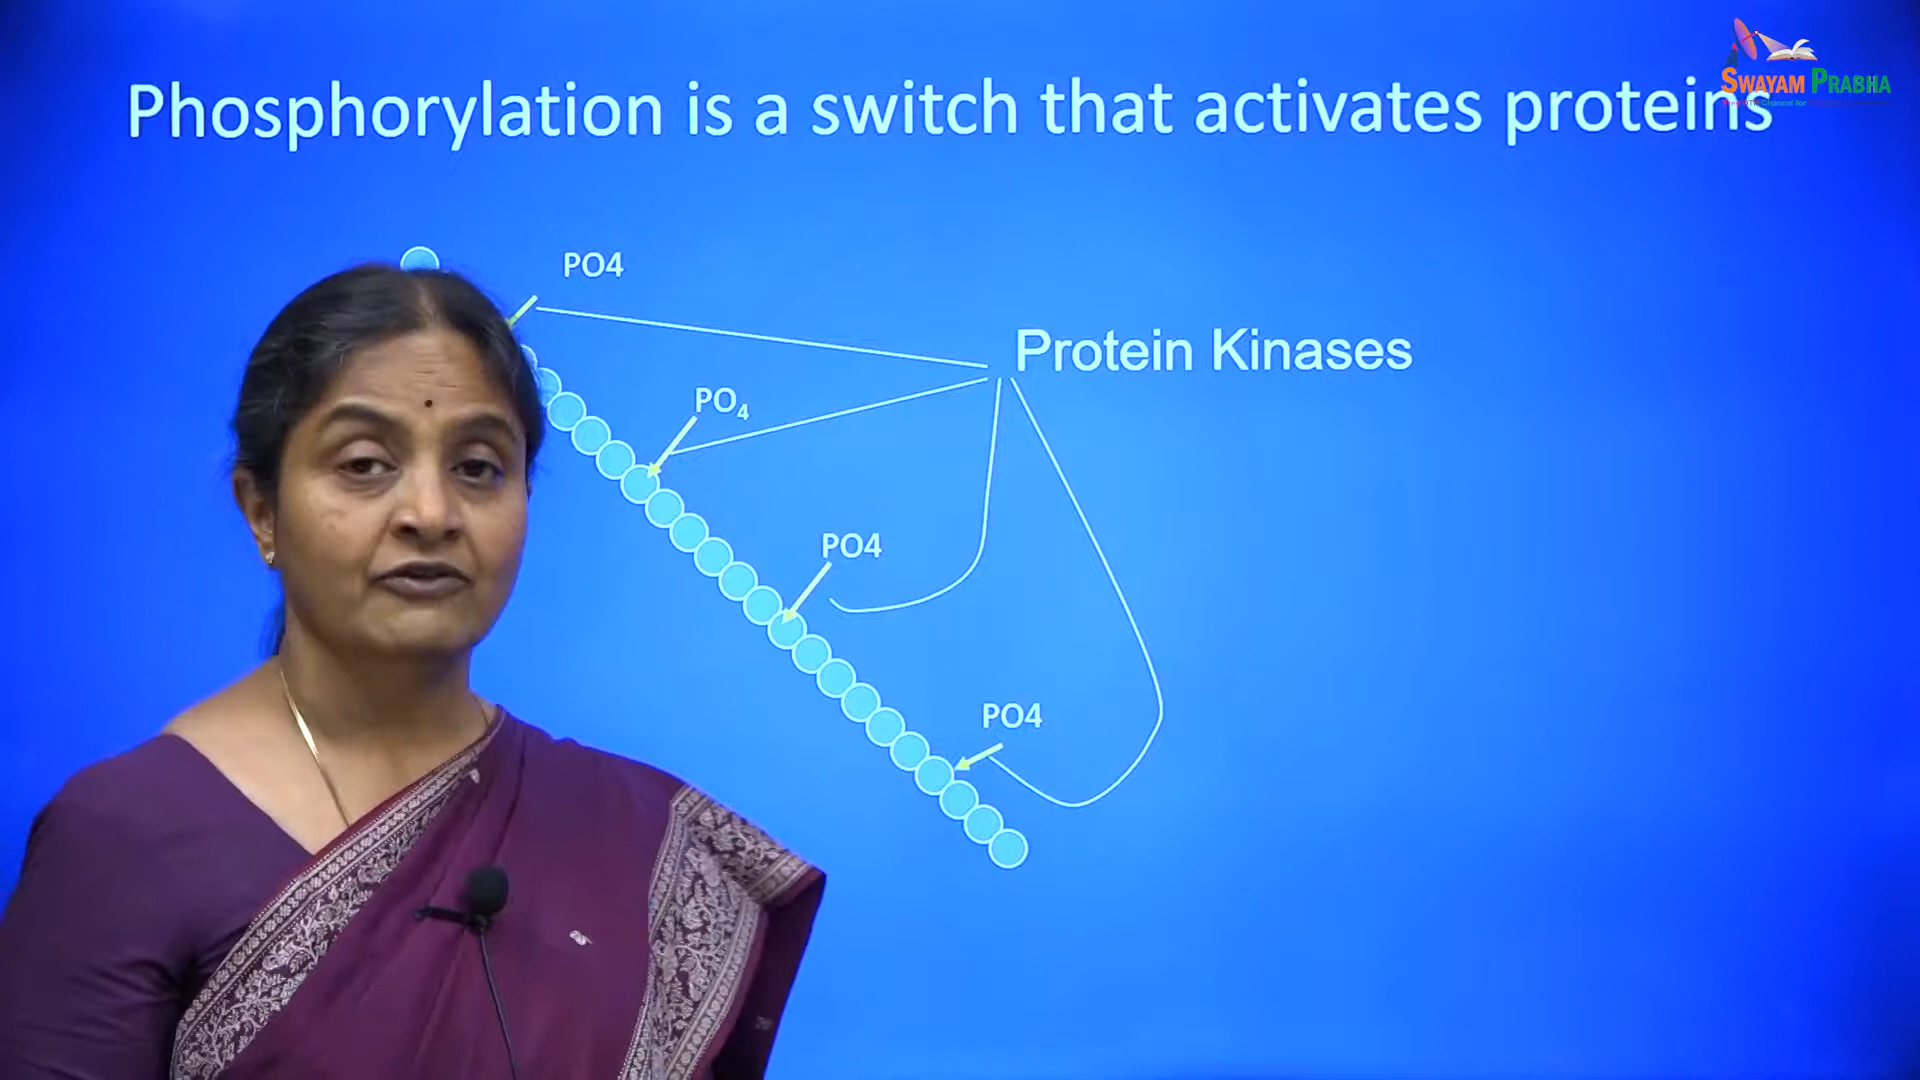 SWAYAM PRABHA
Phosphorylation is a switch that activates proteins
PO4
Protein Kinases
PO₄
PO4
PO4